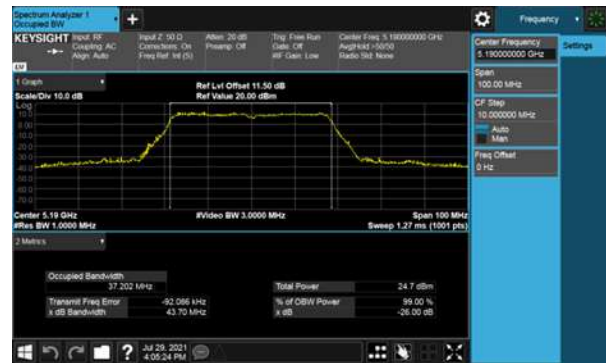 Spectrum Analyzer 1
Occupied BW
Frequency
KEYSIGHT
Input: RF
Coupling: AC
Align: Auto
Input Z: 50 Ω
Corrections: On
Freq Ref: Int (S)
Atten: 20 dB
Preamp: Off
Trig: Free Run
Gate: Off
#IF Gain: Low
Center Freq: 5.190000000 GHz
Avg|Hold:>50/50
Radio Std: None
Center Frequency
5.190000000 GHz
Settings
Span
100.00 MHz
CF Step
10.000000 MHz
Auto
Man
Freq Offset
0 Hz
1 Graph
Scale/Div 10.0 dB
Ref Lvl Offset 11.50 dB
Ref Value 20.00 dBm
Log
10.0
0.00
-10.0
-20.0
-30.0
-40.0
-50.0
-60.0
-70.0
Center 5.19 GHz
#Video BW 3.0000 MHz
Span 100 MHz
#Res BW 1.0000 MHz
Sweep 1.27 ms (1001 pts)
2 Metrics
Occupied Bandwidth
37.202 MHz
Total Power
24.7 dBm
Transmit Freq Error
-92.086 kHz
% of OBW Power
99.00 %
x dB Bandwidth
43.70 MHz
x dB
-26.00 dB
?
Jul 29, 2021
4:05:24 PM